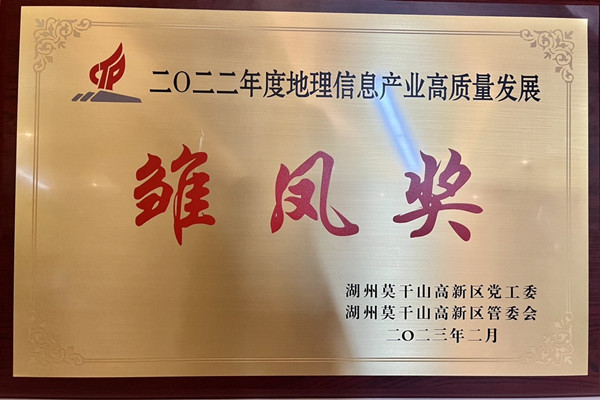 二〇二二年度地理信息产业高质量发展
雏凤奖
湖州莫干山高新区党工委
湖州莫干山高新区管委会
二〇二三年二月